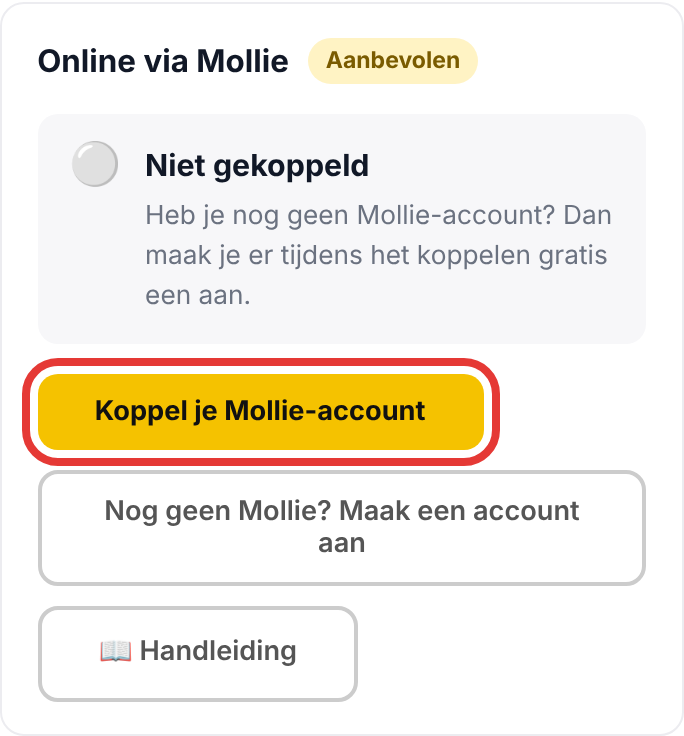 Online via Mollie Aanbevolen
Niet gekoppeld
Heb je nog geen Mollie-account? Dan
maak je er tijdens het koppelen gratis
een aan.
Koppel je Mollie-account
Nog geen Mollie? Maak een account
aan
📖 Handleiding